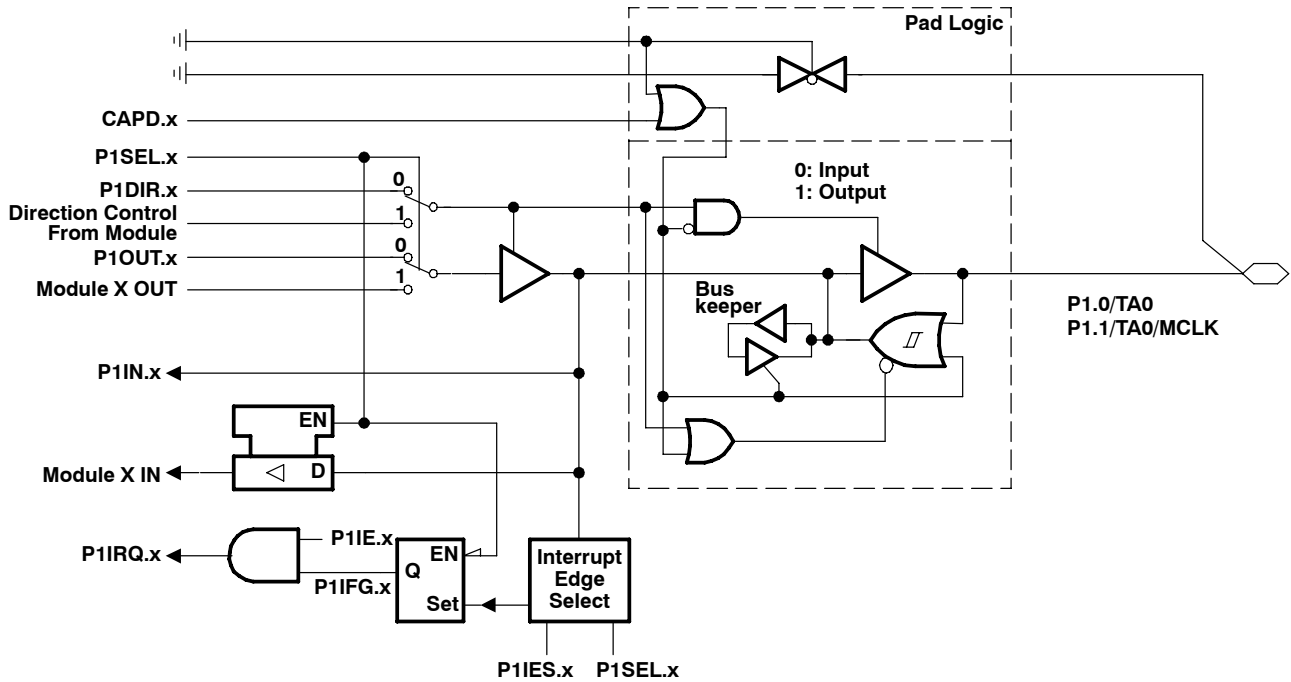 Pad Logic
CAPD.x
P1SEL.x
P1DIR.x
0
Direction Control
From Module
1
P1OUT.x
0
Module X OUT
1
0: Input
1: Output
Bus
keeper
P1.0/TA0
P1.1/TA0/MCLK
P1IN.x
EN
Module X IN
D
P1IRQ.x
P1IE.x
P1IFG.x
EN
Q
Set
Interrupt
Edge
Select
P1IES.x
P1SEL.x